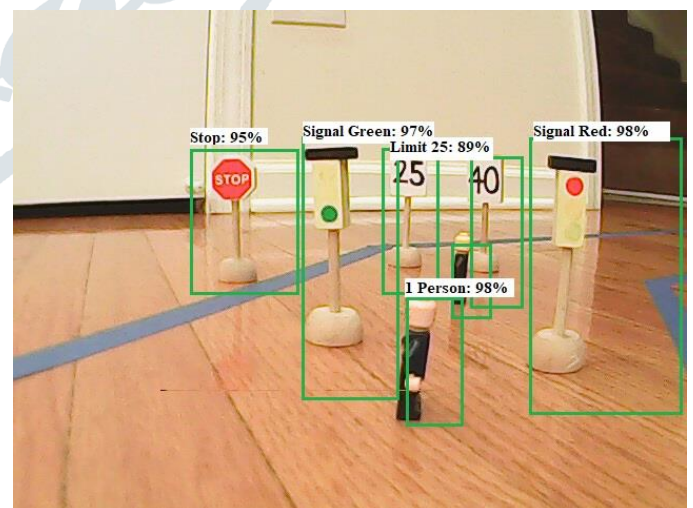 Stop: 95%
Signal Green: 97%
Limit 25: 89%
Signal Red: 98%
STOP
25
40
1 Person: 98%